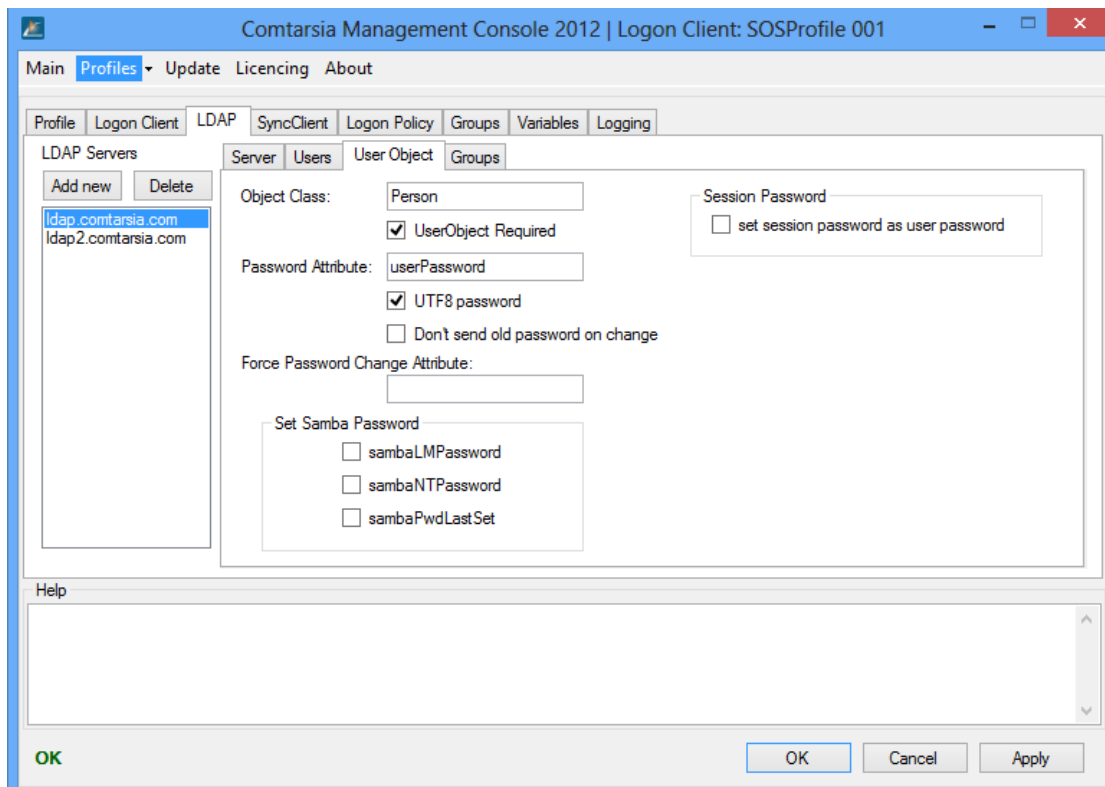 Comtarsia Management Console 2012 | Logon Client: SOSProfile 001
Main Profiles Update Licencing About
Profile Logon Client LDAP SyncClient Logon Policy Groups Variables Logging
LDAP Servers
Add new Delete
ldap.comtarsia.com
ldap2.comtarsia.com
Server Users User Object Groups
Object Class: Person
UserObject Required
Password Attribute: userPassword
UTF8 password
Don't send old password on change
Force Password Change Attribute:
Set Samba Password
sambaLMPassword
sambaNTPassword
sambaPwdLastSet
Session Password
set session password as user password
Help
OK
OK Cancel Apply